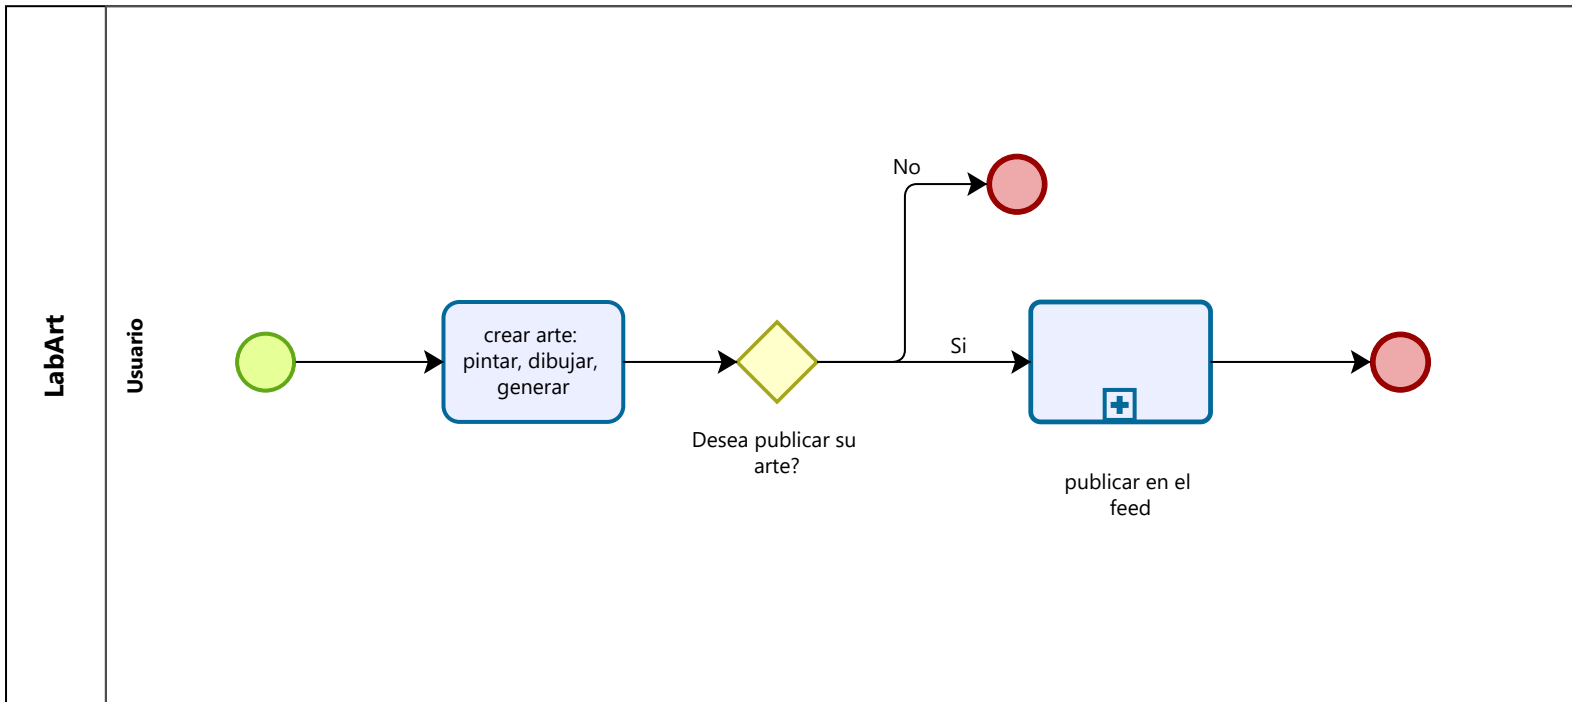 LabArt
Usuario
crear arte:
pintar, dibujar,
generar
Desea publicar su
arte?
No
Si
publicar en el
feed